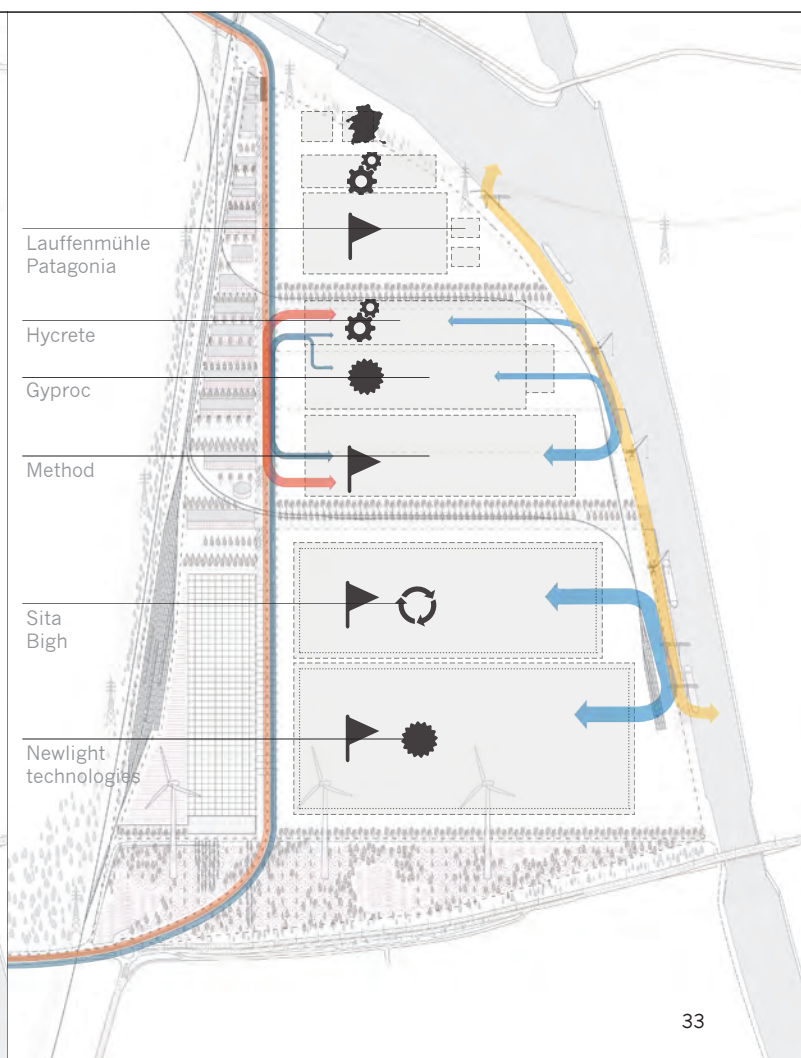 Lauffenmühle
Patagonia
Hycrete
Gyproc
Method
Sita
Bigh
Newlight
technologies
33